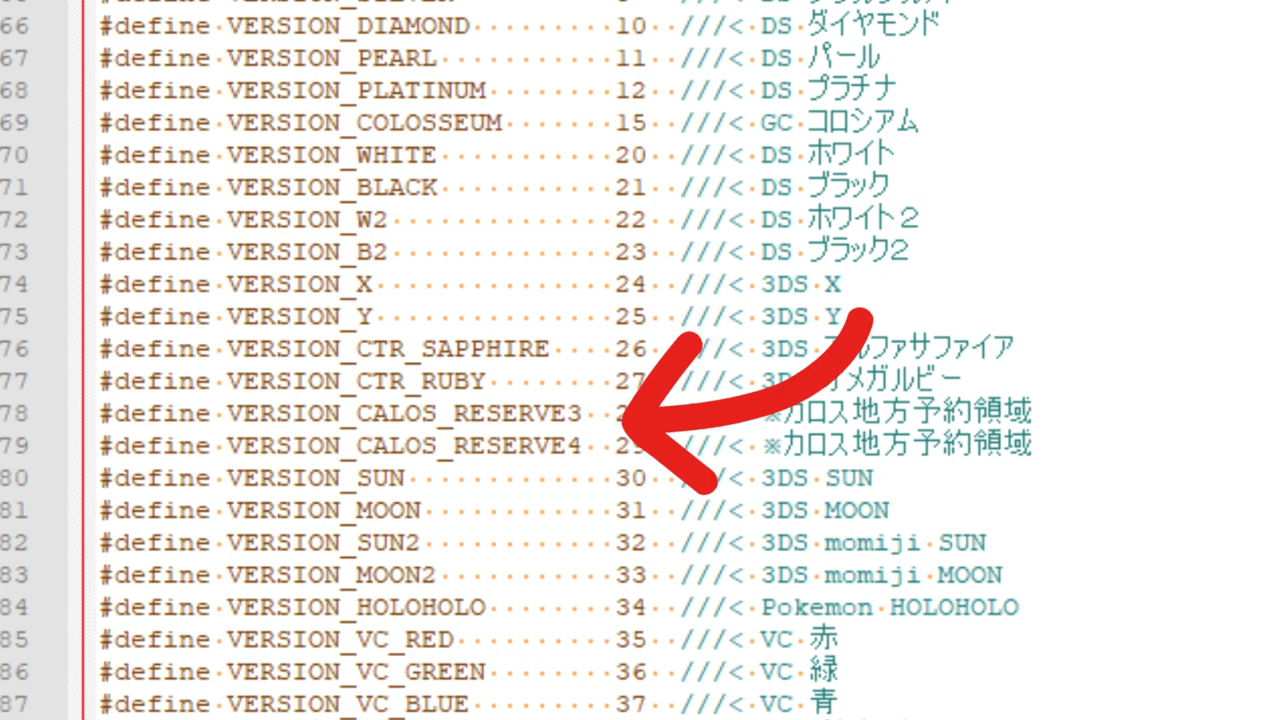 66 #define VERSION_DIAMOND 10 ///< DS ダイヤモンド
67 #define VERSION_PEARL 11 ///< DS パール
68 #define VERSION_PLATINUM 12 ///< DS プラチナ
69 #define VERSION_COLOSSEUM 15 ///< GC コロシアム
70 #define VERSION_WHITE 20 ///< DS ホワイト
71 #define VERSION_BLACK 21 ///< DS ブラック
72 #define VERSION_W2 22 ///< DS ホワイト２
73 #define VERSION_B2 23 ///< DS ブラック2
74 #define VERSION_X 24 ///< 3DS X
75 #define VERSION_Y 25 ///< 3DS Y
76 #define VERSION_CTR_SAPPHIRE 26 ///< 3DS アルファサファイア
77 #define VERSION_CTR_RUBY 27 ///< 3DS オメガルビー
78 #define VERSION_CALOS_RESERVE3 ※カロス地方予約領域
79 #define VERSION_CALOS_RESERVE4 29 ///< ※カロス地方予約領域
80 #define VERSION_SUN 30 ///< 3DS SUN
81 #define VERSION_MOON 31 ///< 3DS MOON
82 #define VERSION_SUN2 32 ///< 3DS momiji SUN
83 #define VERSION_MOON2 33 ///< 3DS momiji MOON
84 #define VERSION_HOLOHOLO 34 ///< Pokemon HOLOHOLO
85 #define VERSION_VC_RED 35 ///< VC 赤
86 #define VERSION_VC_GREEN 36 ///< VC 緑
87 #define VERSION_VC_BLUE 37 ///< VC 青